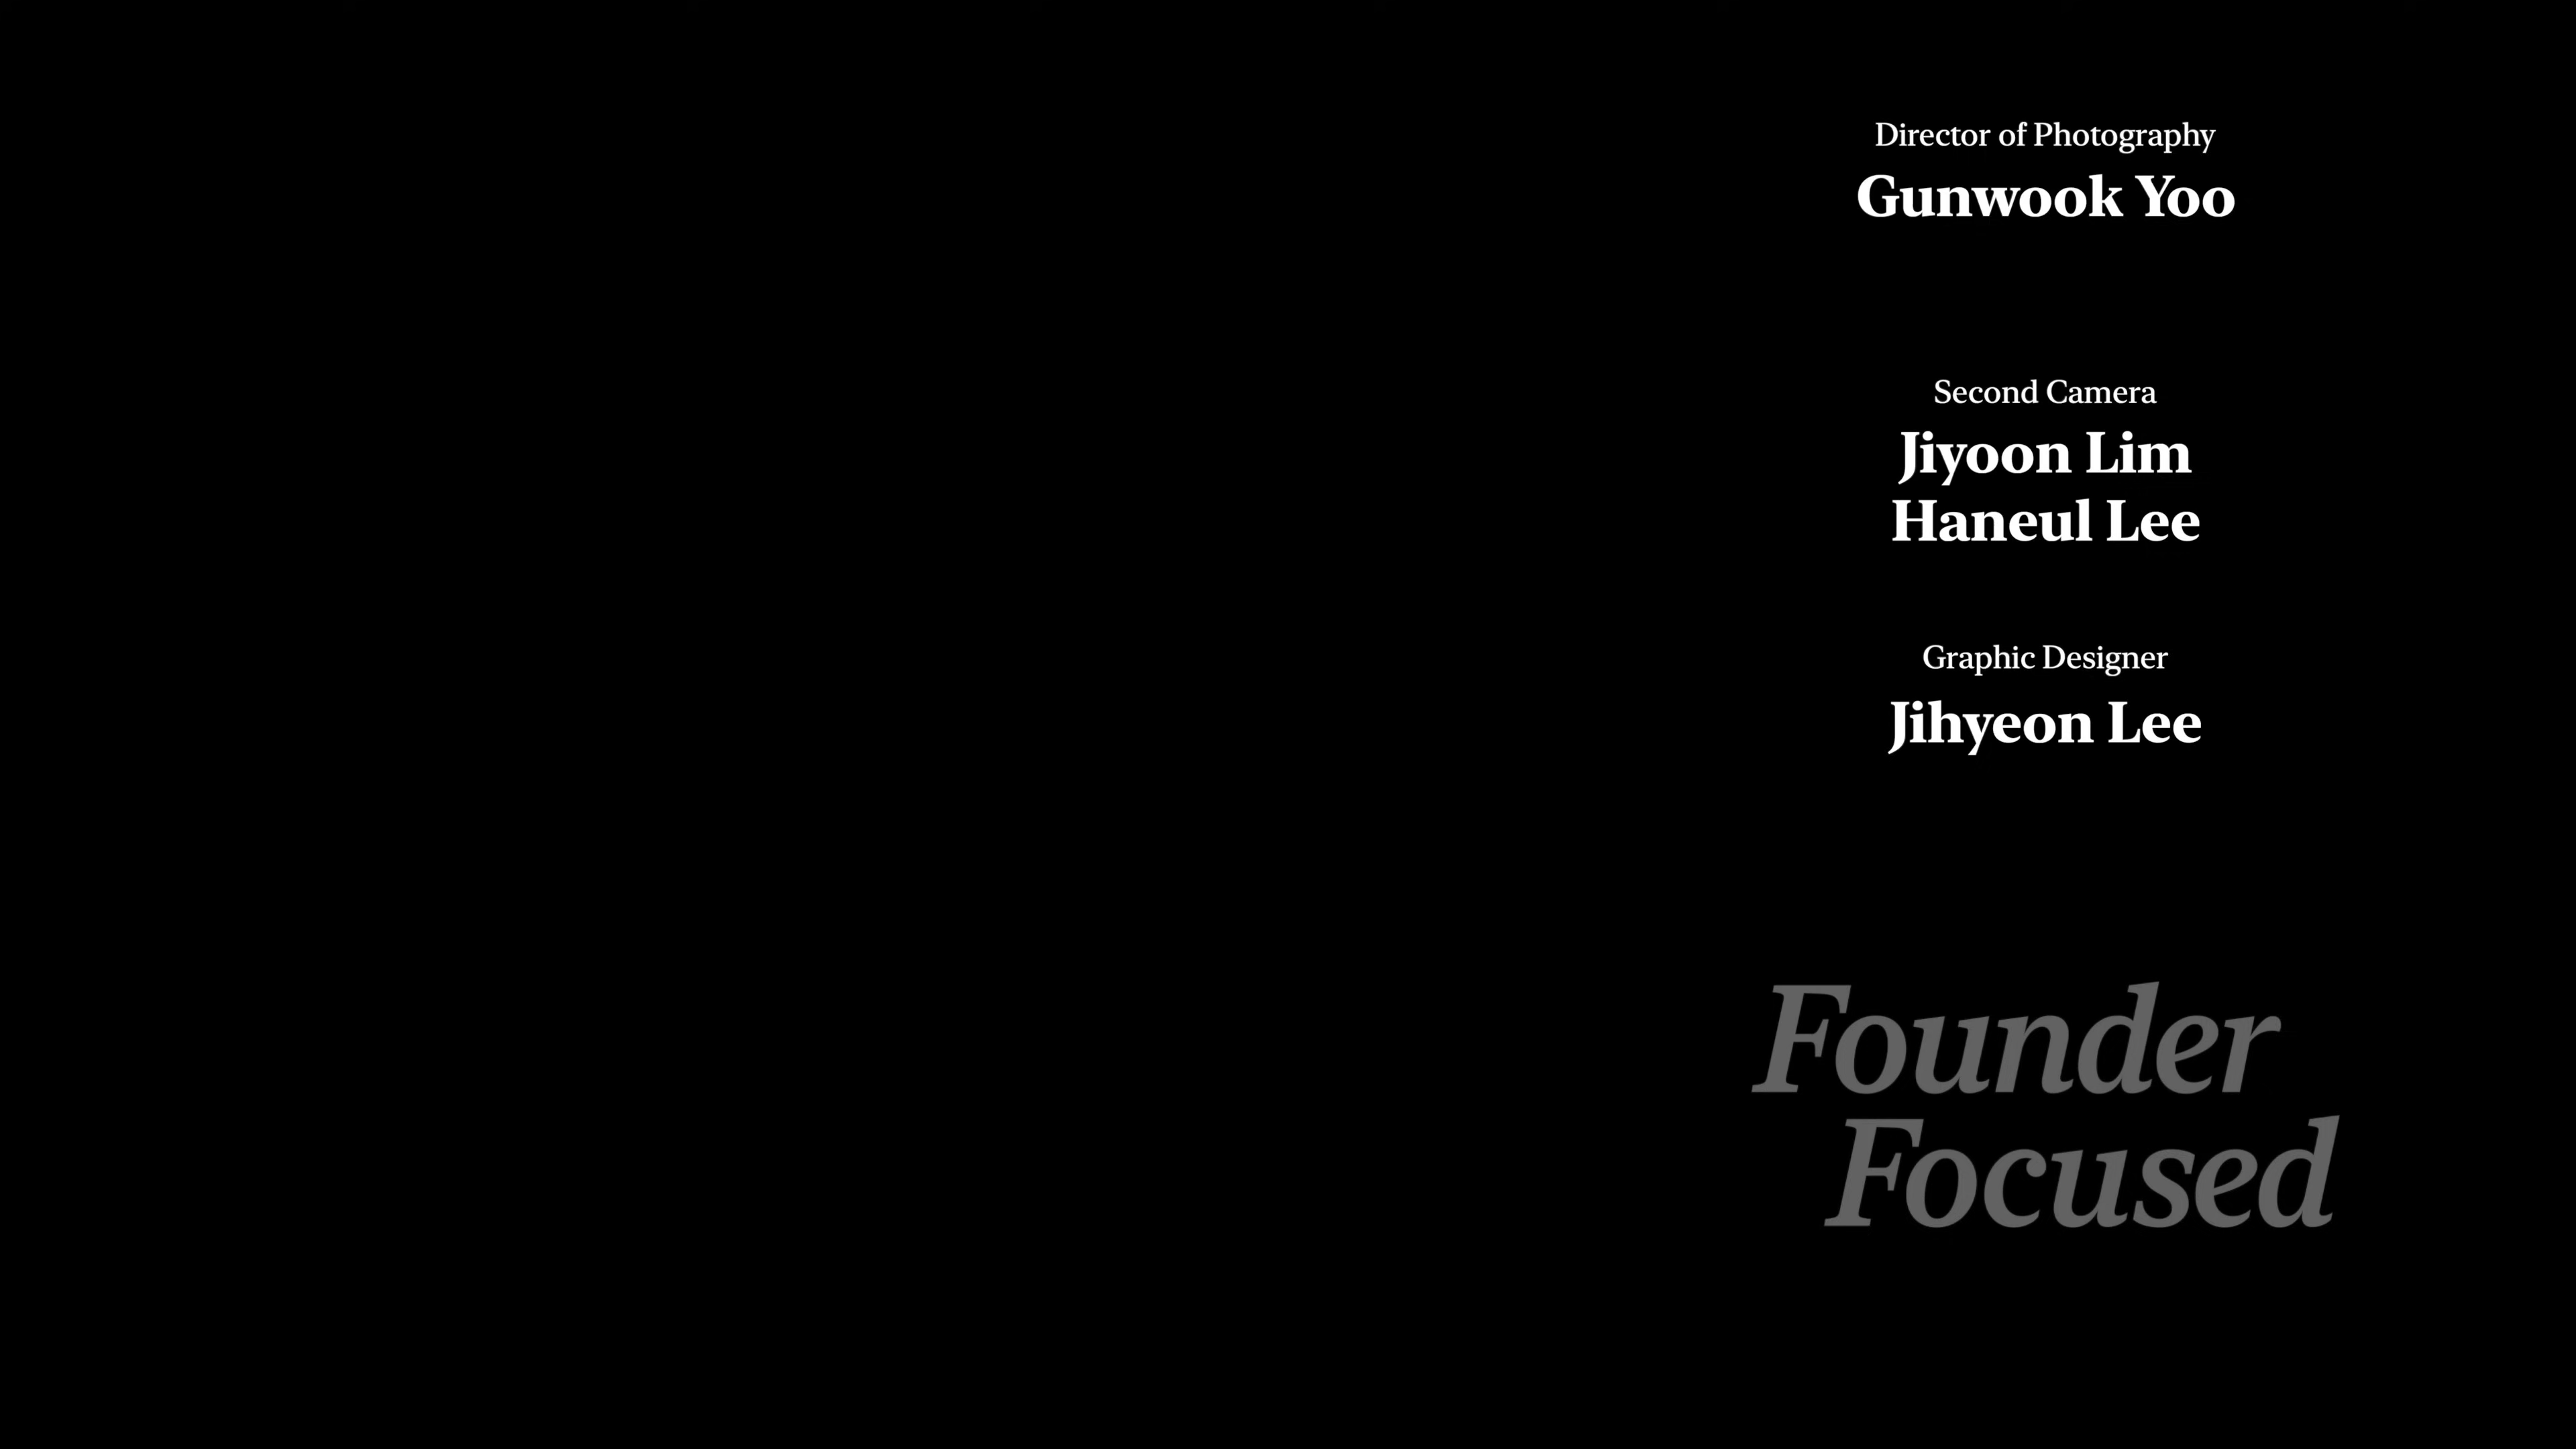 Director of Photography
Gunwook Yoo
Second Camera
Jiyoon Lim
Haneul Lee
Graphic Designer
Jihyeon Lee
Founder
Focused